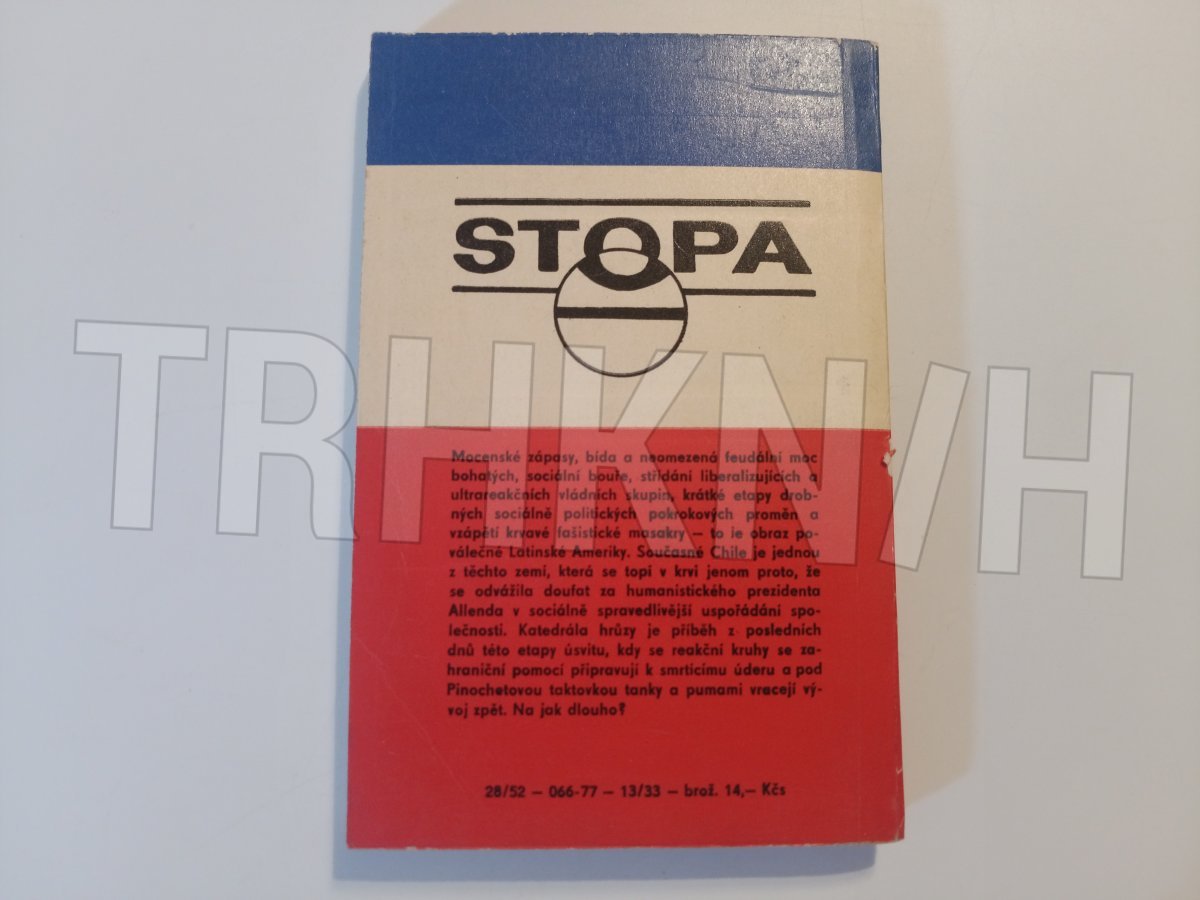 STOPA
TRHKNIH
Mocenské zápasy, bída a neomezená feudální moc
bohatých, sociální bouře, střídání liberalizujících a
ultrareakčních vládních skupin, krátké etapy drob-
ných sociálně politických pokrokových proměn a
vzápětí krvavé fašistické masakry – to je obraz po-
válečné Latinské Ameriky. Současné Chile je jednou
z těchto zemí, která se topí v krvi jenom proto, že
se odvážila doufat za humanistického prezidenta
Allenda v sociálně spravedlivější uspořádání spo-
lečnosti. Katedrála hrůzy je příběh z posledních
dnů této etapy úsvitu, kdy se reakční kruhy se za-
hraniční pomocí připravují k smrticímu úderu a pod
Pinochetovou taktovkou tanky a pumami vracejí vý-
voj zpět. Na jak dlouho?
28/52 – 066-77 – 13/33 – brož. 14,– Kčs